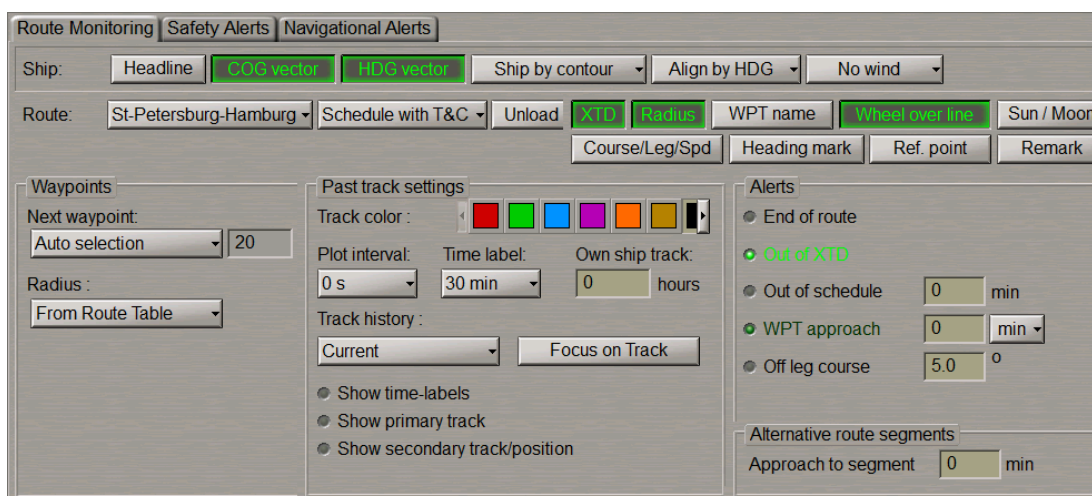 Route Monitoring Safety Alerts Navigational Alerts
Ship: Headline COG vector HDG vector Ship by contour Align by HDG No wind
Route: St-Petersburg-Hamburg Schedule with T&C Unload XTD Radius WPT name Wheel over line Sun / Moon
Course/Leg/Spd Heading mark Ref. point Remark
Waypoints
Next waypoint:
Auto selection 20
Radius :
From Route Table
Past track settings
Track color :
Plot interval: Time label: Own ship track:
0 s 30 min 0 hours
Track history :
Current Focus on Track
Show time-labels
Show primary track
Show secondary track/position
Alerts
End of route
Out of XTD
Out of schedule 0 min
WPT approach 0 min
Off leg course 5.0 o
Alternative route segments
Approach to segment 0 min